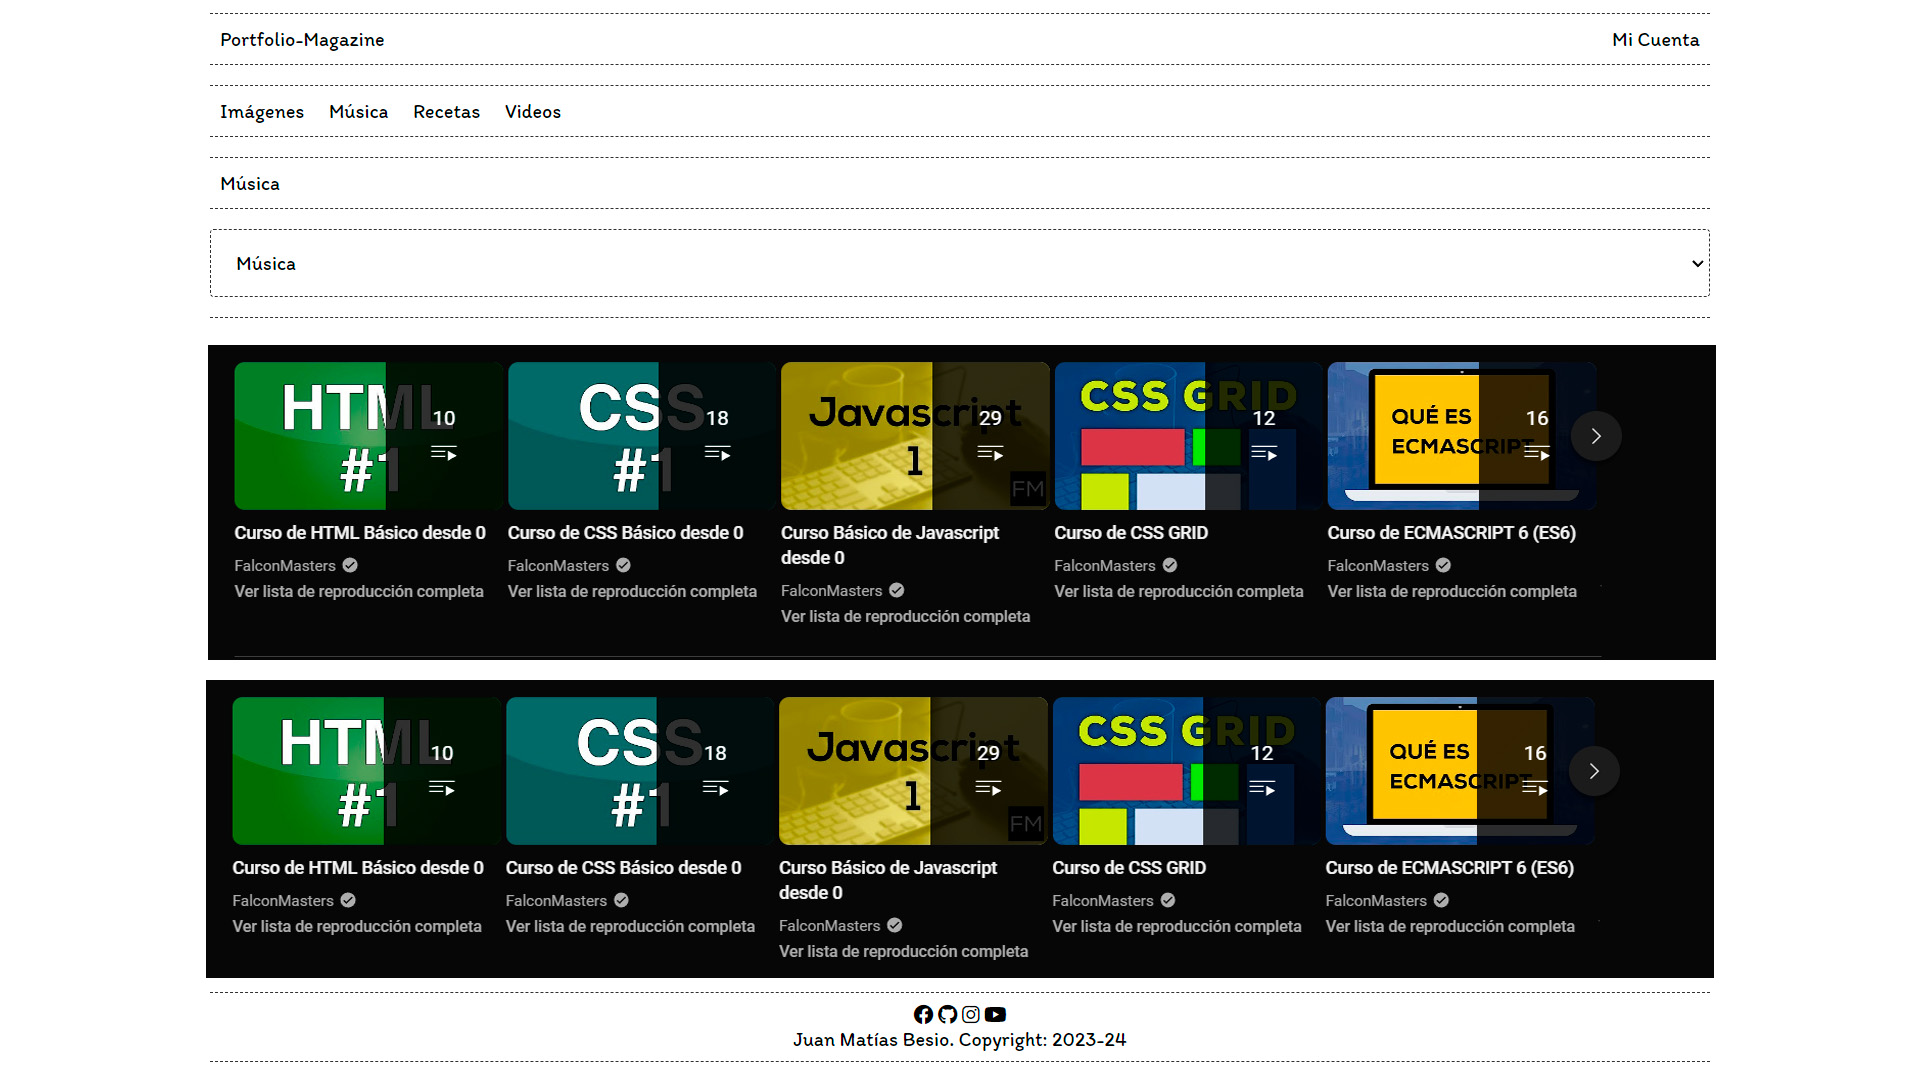 Portfolio-Magazine Mi Cuenta
Imágenes Música Recetas Videos
Música
Música
HTML #1 10
CSS #1 18
Javascript 1 29 FM
CSS GRID 12
QUÉ ES ECMASCRIPT 16
Curso de HTML Básico desde 0
FalconMasters
Ver lista de reproducción completa
Curso de CSS Básico desde 0
FalconMasters
Ver lista de reproducción completa
Curso Básico de Javascript
desde 0
FalconMasters
Ver lista de reproducción completa
Curso de CSS GRID
FalconMasters
Ver lista de reproducción completa
Curso de ECMASCRIPT 6 (ES6)
FalconMasters
Ver lista de reproducción completa
HTML #1 10
CSS #1 18
Javascript 1 29 FM
CSS GRID 12
QUÉ ES ECMASCRIPT 16
Curso de HTML Básico desde 0
FalconMasters
Ver lista de reproducción completa
Curso de CSS Básico desde 0
FalconMasters
Ver lista de reproducción completa
Curso Básico de Javascript
desde 0
FalconMasters
Ver lista de reproducción completa
Curso de CSS GRID
FalconMasters
Ver lista de reproducción completa
Curso de ECMASCRIPT 6 (ES6)
FalconMasters
Ver lista de reproducción completa
Juan Matías Besio. Copyright: 2023-24